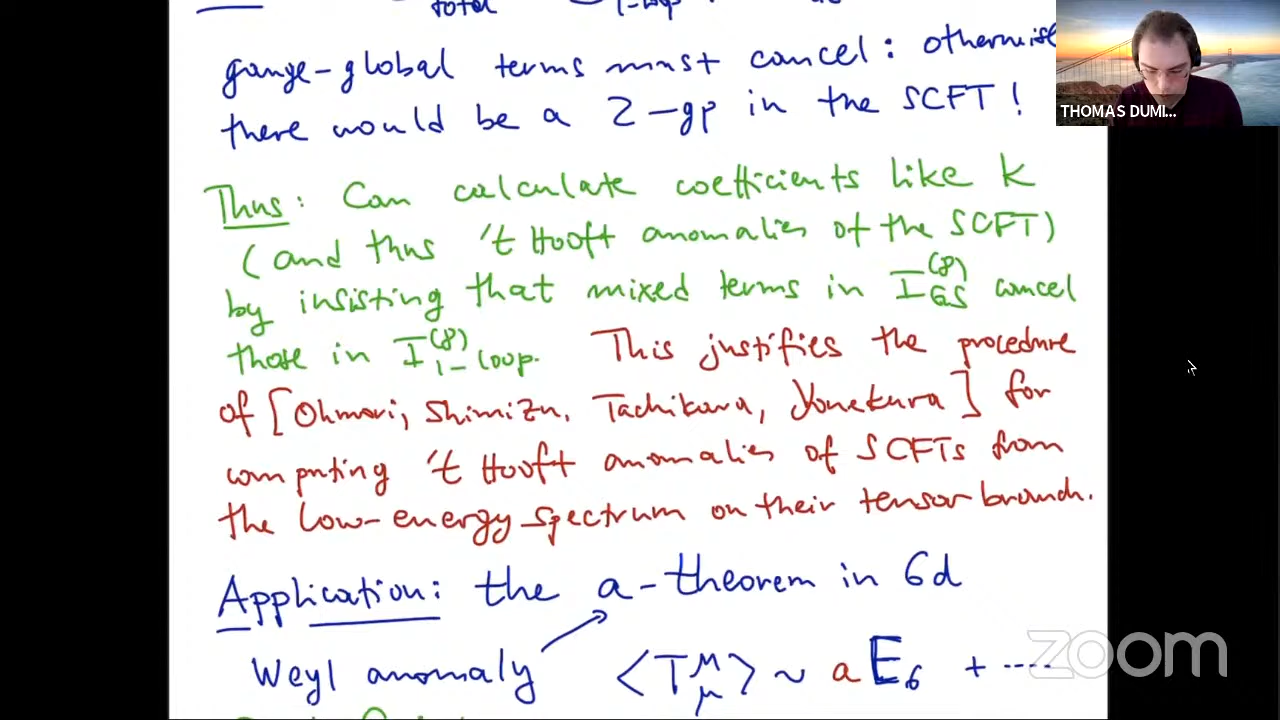 total 1-loop
gauge-global terms must cancel: otherwise
there would be a 2-gp in the SCFT!
THOMAS DUMI...
Thus: Can calculate coefficients like k
(and thus 't Hooft anomalies of the SCFT)
by insisting that mixed terms in I^(8)_GS cancel
those in I^(8)_1-loop. This justifies the procedure
of [Ohmori, Shimizu, Tachikawa, Yonekura] for
computing 't Hooft anomalies of SCFTs from
the low-energy spectrum on their tensor branch.
Application: the a-theorem in 6d
Weyl anomaly <T^μ_μ> ~ a E_6 + ....
zoom